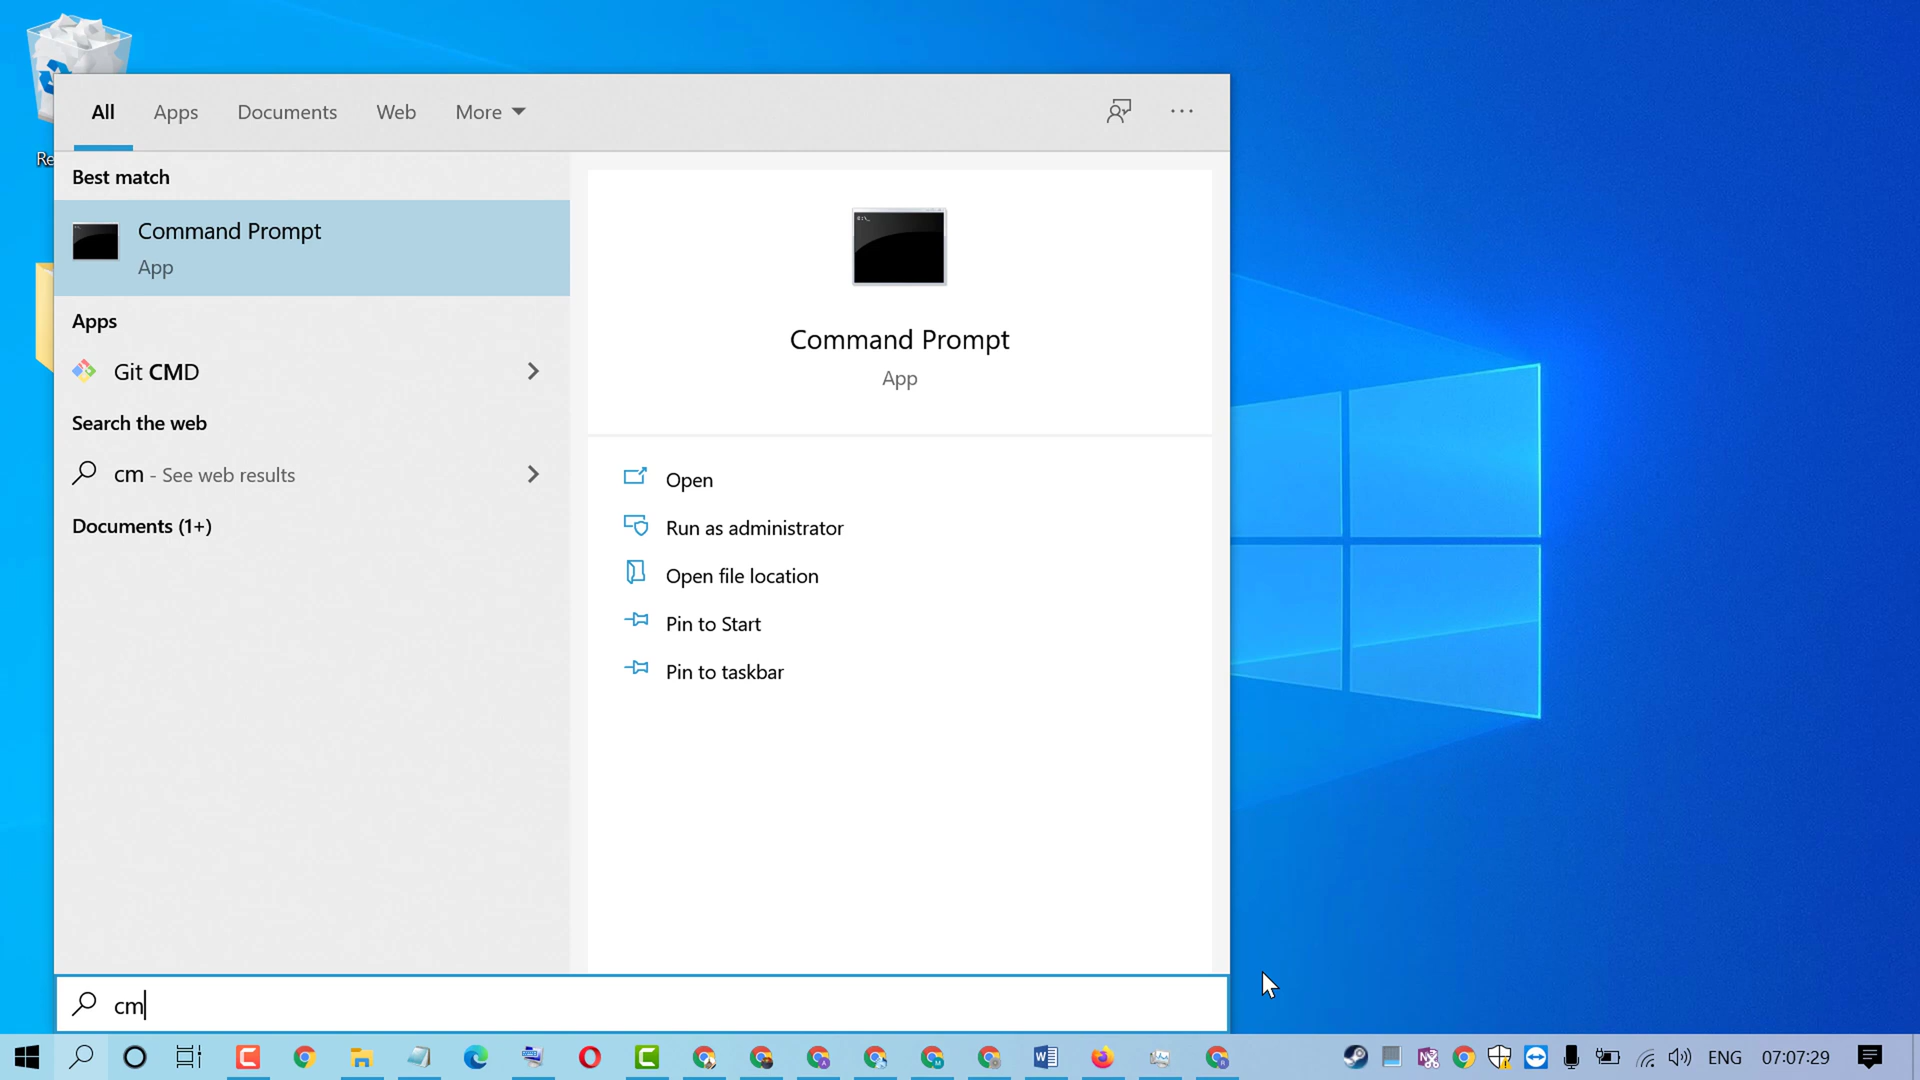 All Apps Documents Web More
Best match
Command Prompt
App
Apps
Git CMD
Search the web
cm - See web results
Documents (1+)
Command Prompt
App
Open
Run as administrator
Open file location
Pin to Start
Pin to taskbar
cm
ENG 07:07:29